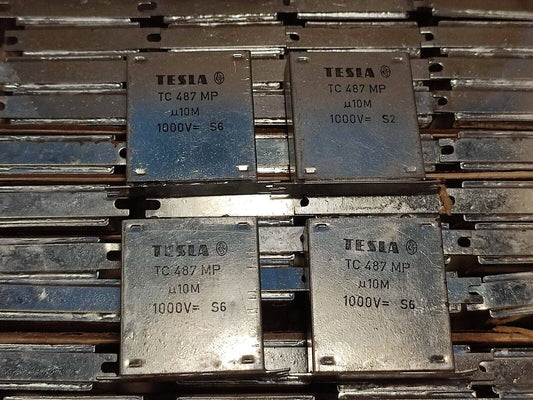 TESLA
TC 487 MP
µ10M
1000V= S6
TESLA
TC 487 MP
µ10M
1000V= S2
TESLA
TC 487 MP
µ10M
1000V= S6
TESLA
TC 487 MP
µ10M
1000V= S6